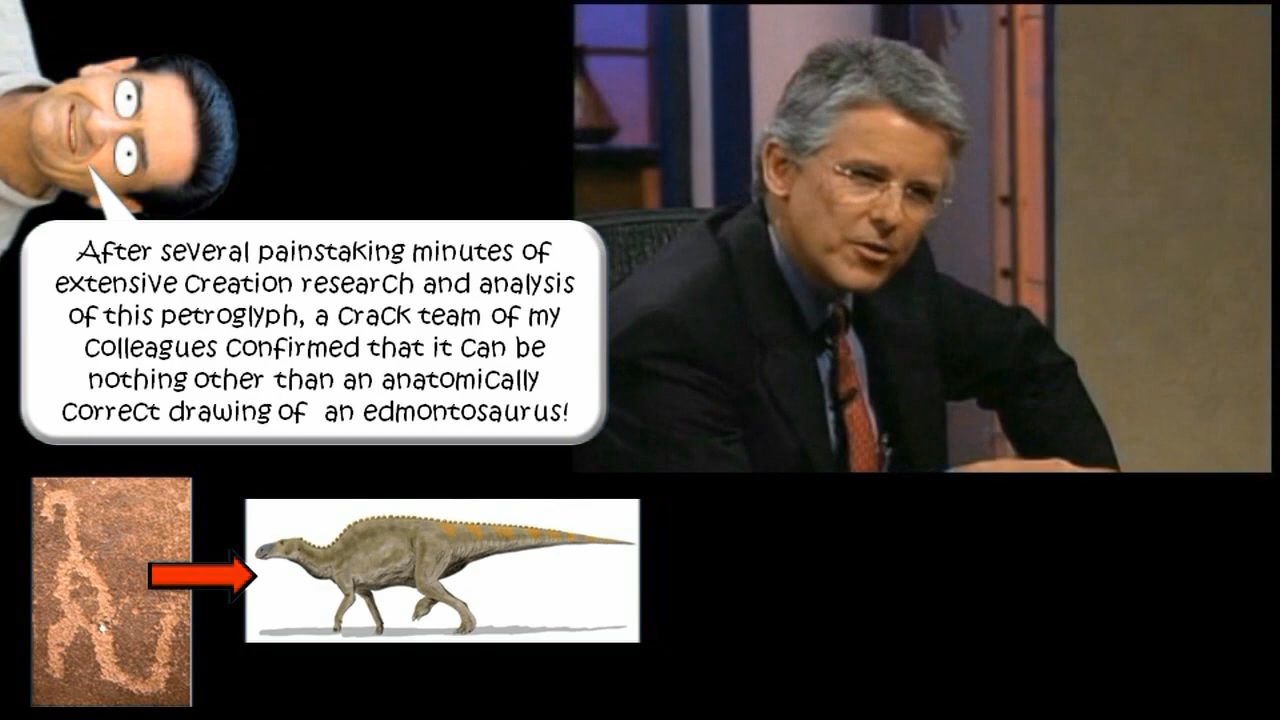 After several painstaking minutes of
extensive Creation research and analysis
of this petroglyph, a crack team of my
colleagues confirmed that it can be
nothing other than an anatomically
correct drawing of  an edmontosaurus!